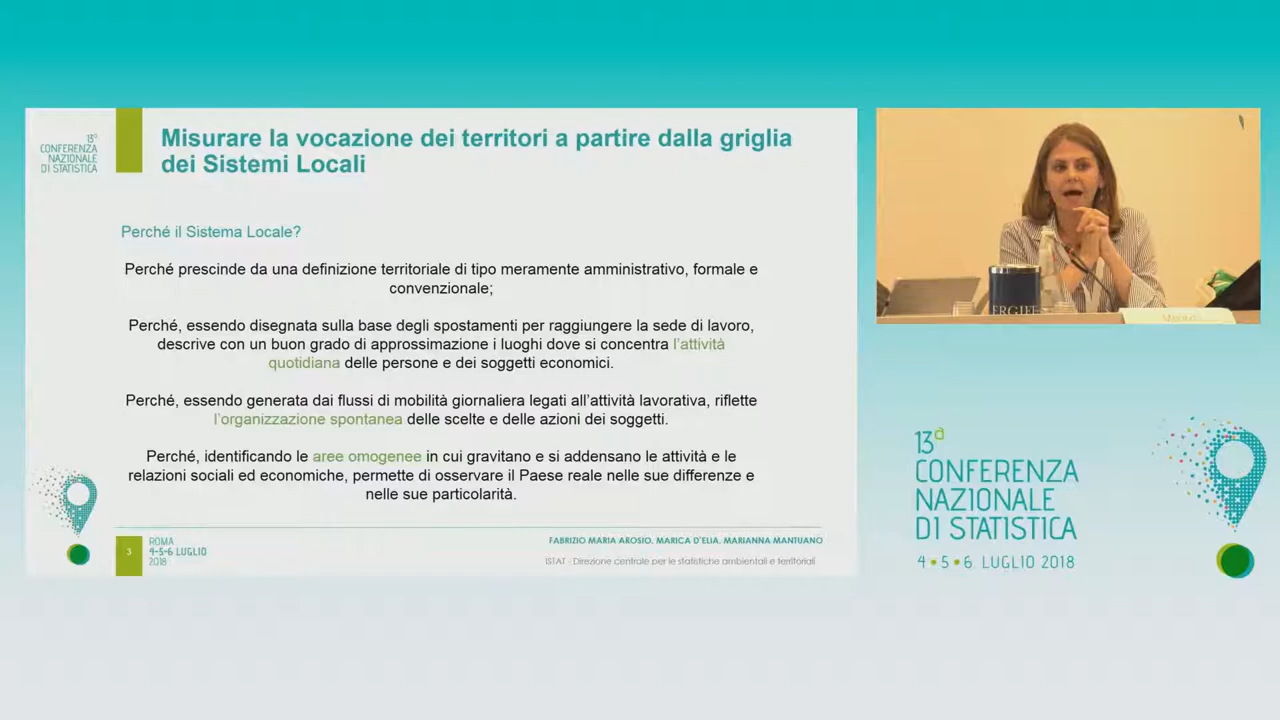 13ª
CONFERENZA
NAZIONALE
DI STATISTICA
Misurare la vocazione dei territori a partire dalla griglia
dei Sistemi Locali
Perché il Sistema Locale?
Perché prescinde da una definizione territoriale di tipo meramente amministrativo, formale e
convenzionale;
Perché, essendo disegnata sulla base degli spostamenti per raggiungere la sede di lavoro,
descrive con un buon grado di approssimazione i luoghi dove si concentra l'attività
quotidiana delle persone e dei soggetti economici.
Perché, essendo generata dai flussi di mobilità giornaliera legati all'attività lavorativa, riflette
l'organizzazione spontanea delle scelte e delle azioni dei soggetti.
Perché, identificando le aree omogenee in cui gravitano e si addensano le attività e le
relazioni sociali ed economiche, permette di osservare il Paese reale nelle sue differenze e
nelle sue particolarità.
3
ROMA
4-5-6 LUGLIO
2018
FABRIZIO MARIA AROSIO, MARICA D'ELIA, MARIANNA MANTUANO
ISTAT - Direzione centrale per le statistiche ambientali e territoriali
13ª
CONFERENZA
NAZIONALE
DI STATISTICA
4•5•6 LUGLIO 2018